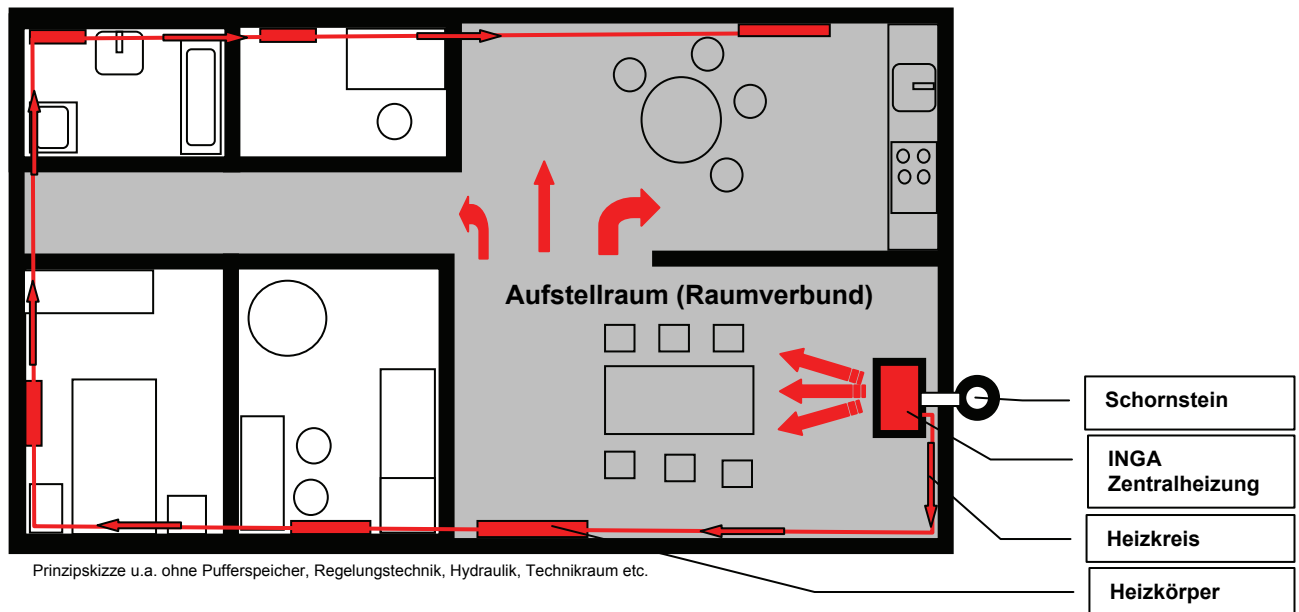 Aufstellraum (Raumverbund)
Schornstein
INGA
Zentralheizung
Heizkreis
Heizkörper
Prinzipskizze u.a. ohne Pufferspeicher, Regelungstechnik, Hydraulik, Technikraum etc.